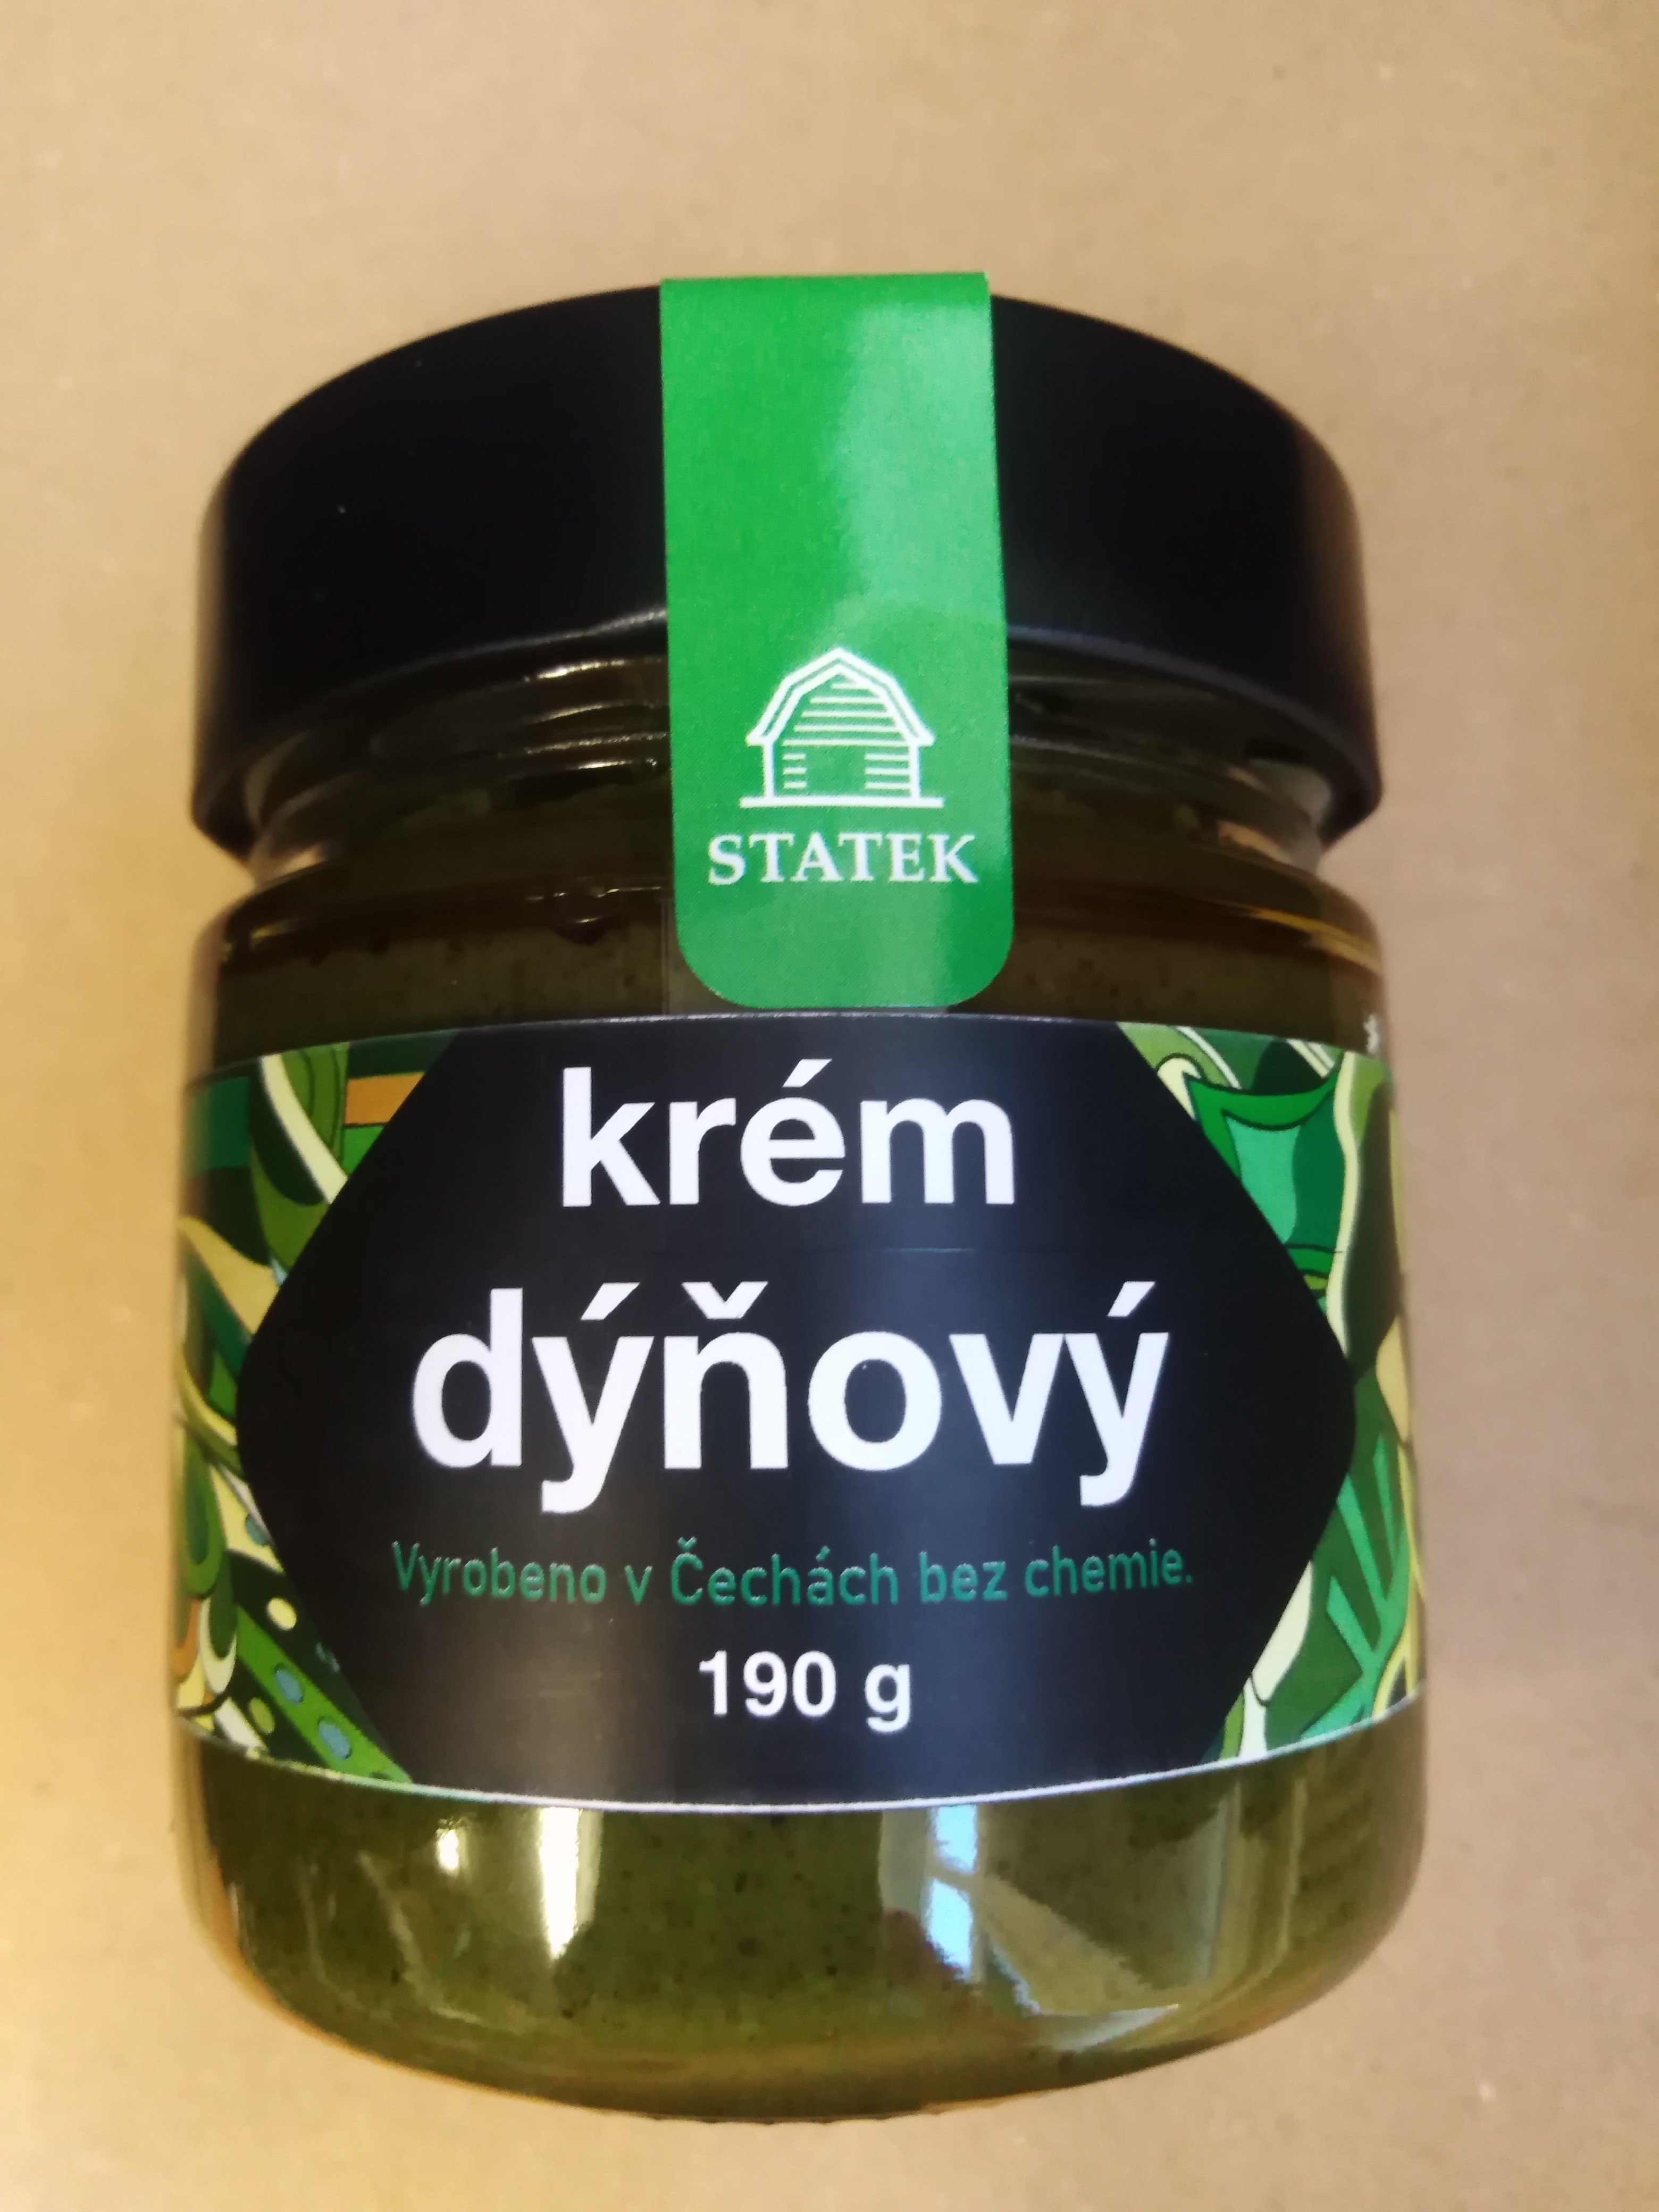 STATEK
krém
dýňový
Vyrobeno v Čechách bez chemie.
190 g